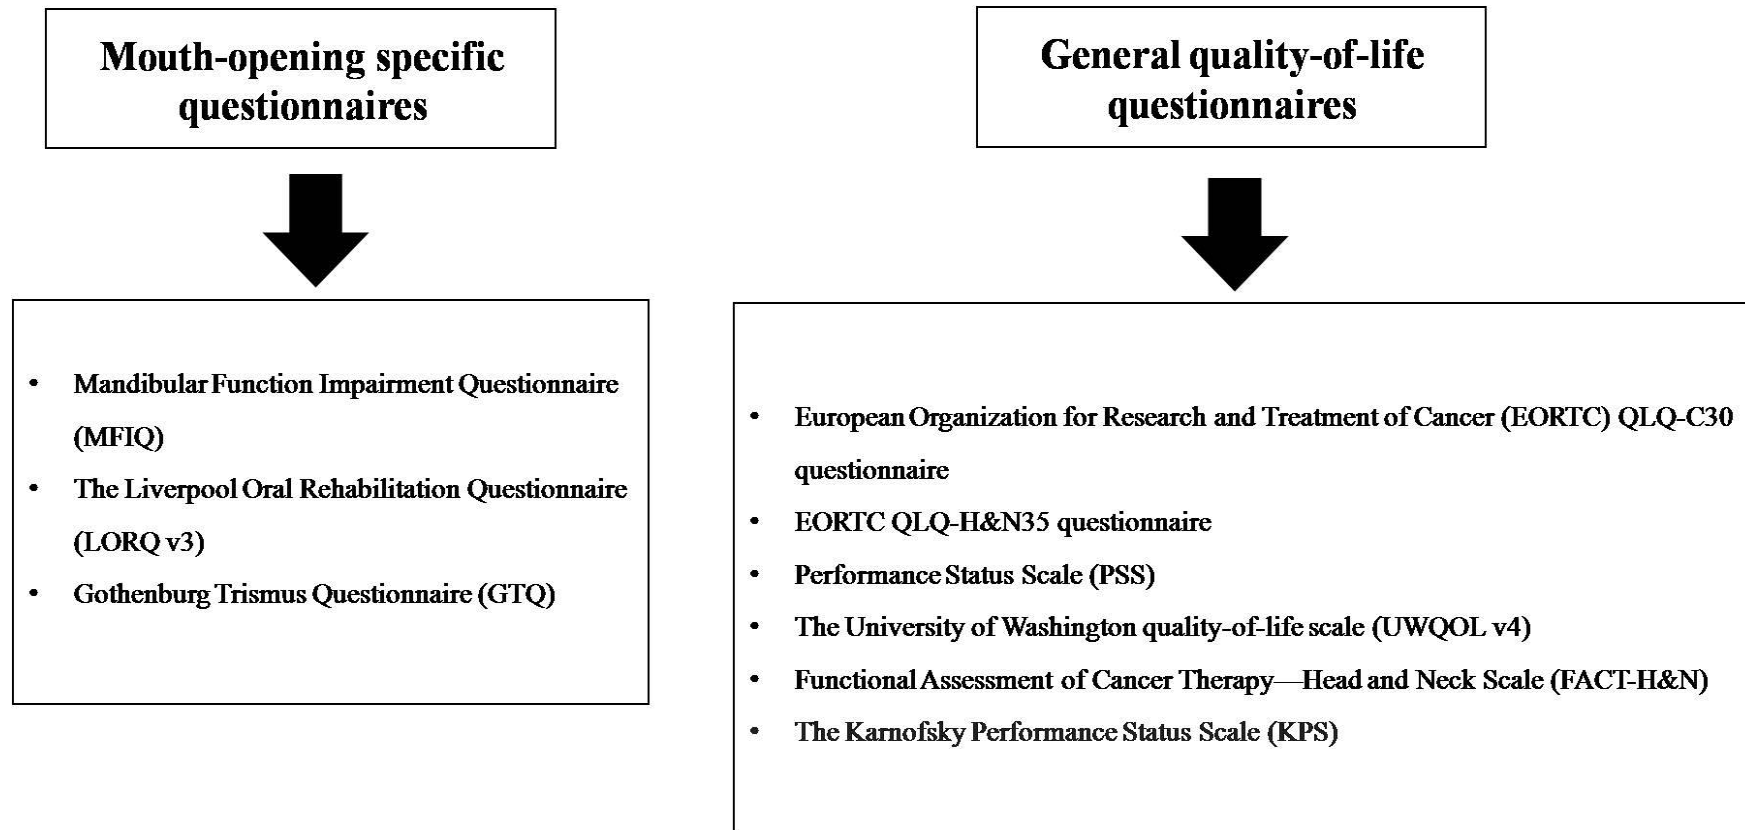 Mouth-opening specific
questionnaires
• Mandibular Function Impairment Questionnaire
(MFIQ)
• The Liverpool Oral Rehabilitation Questionnaire
(LORQ v3)
• Gothenburg Trismus Questionnaire (GTQ)
General quality-of-life
questionnaires
• European Organization for Research and Treatment of Cancer (EORTC) QLQ-C30
questionnaire
• EORTC QLQ-H&N35 questionnaire
• Performance Status Scale (PSS)
• The University of Washington quality-of-life scale (UWQOL v4)
• Functional Assessment of Cancer Therapy—Head and Neck Scale (FACT-H&N)
• The Karnofsky Performance Status Scale (KPS)